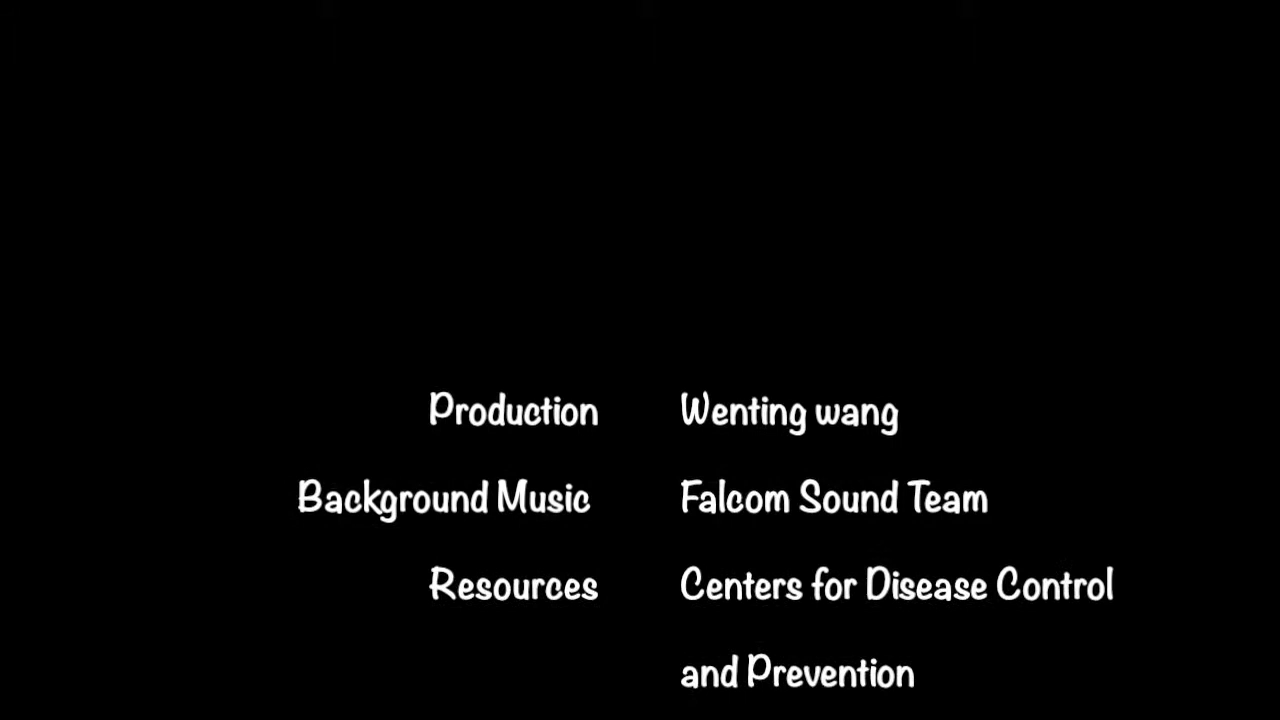 Production Wenting wang
Background Music Falcom Sound Team
Resources Centers for Disease Control
and Prevention